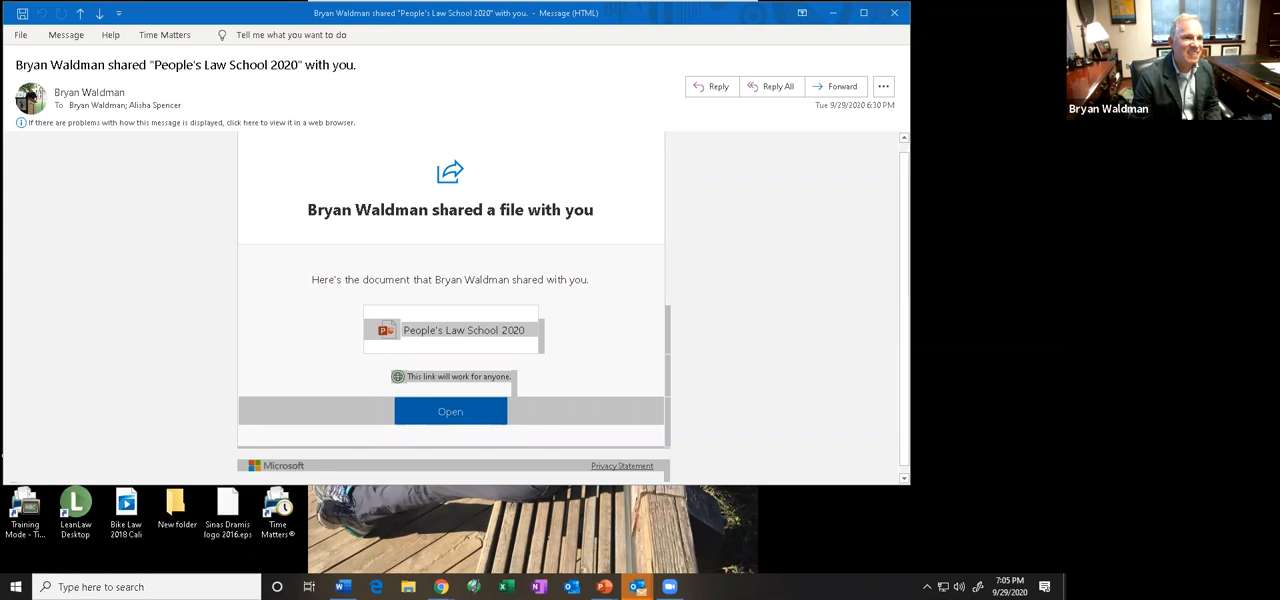 Bryan Waldman shared "People's Law School 2020" with you. - Message (HTML)
File Message Help Time Matters Tell me what you want to do
Bryan Waldman shared "People's Law School 2020" with you.
Bryan Waldman
To Bryan Waldman; Alisha Spencer
Reply Reply All Forward
Tue 9/29/2020 6:30 PM
If there are problems with how this message is displayed, click here to view it in a web browser.
Bryan Waldman shared a file with you
Here's the document that Bryan Waldman shared with you.
People's Law School 2020
This link will work for anyone.
Open
Microsoft Privacy Statement
Bryan Waldman
Training Mode - Ti...
LeanLaw Desktop
Bike Law 2018 Cali
New folder
Sinas Dramis logo 2016.eps
Time Matters®
Type here to search
7:05 PM
9/29/2020